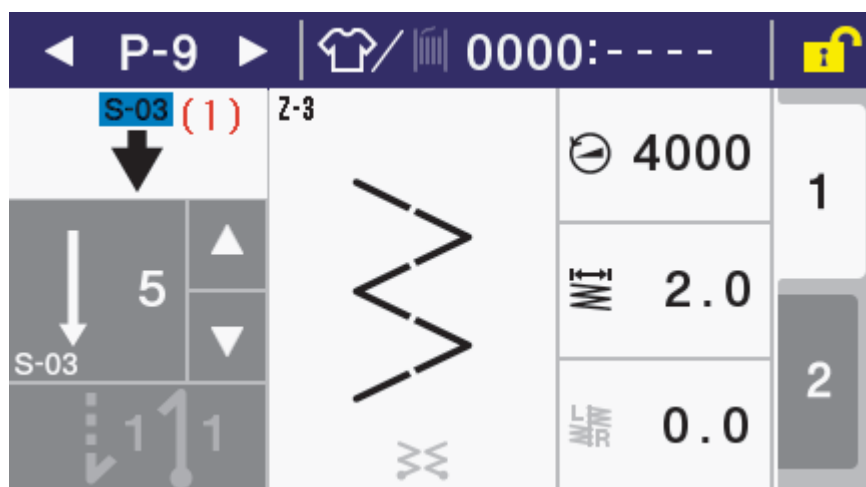 P-9
0000:----
S-03 (1)
Z-3
4000
1
5
2.0
S-03
2
1 1
L
R
0.0